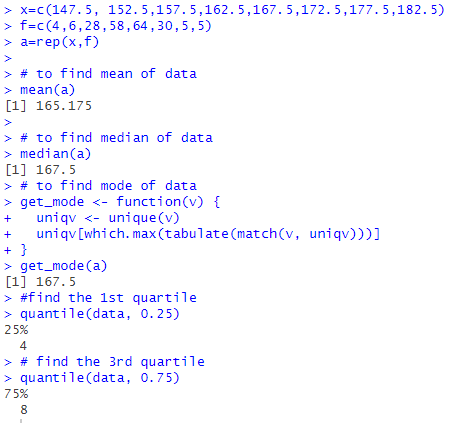 > x=c(147.5, 152.5,157.5,162.5,167.5,172.5,177.5,182.5)
> f=c(4,6,28,58,64,30,5,5)
> a=rep(x,f)
>
> # to find mean of data
> mean(a)
[1] 165.175
>
> # to find median of data
> median(a)
[1] 167.5
> # to find mode of data
> get_mode <- function(v) {
+   uniqv <- unique(v)
+   uniqv[which.max(tabulate(match(v, uniqv)))]
+ }
> get_mode(a)
[1] 167.5
> #find the 1st quartile
> quantile(data, 0.25)
25%
  4
> # find the 3rd quartile
> quantile(data, 0.75)
75%
  8